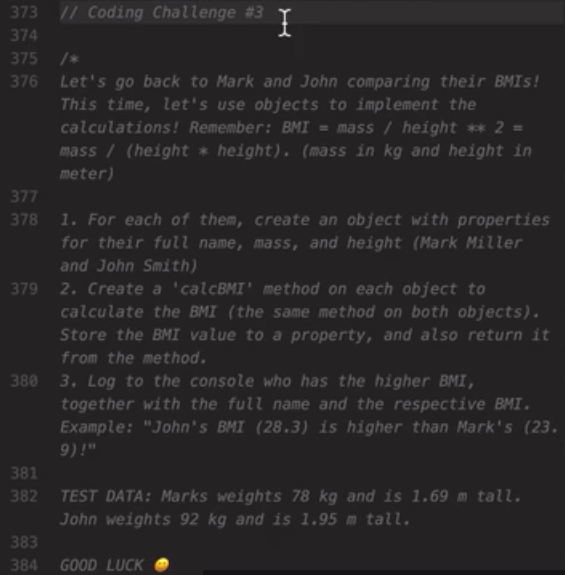 373 // Coding Challenge #3
374
375 /*
376 Let's go back to Mark and John comparing their BMIs!
This time, let's use objects to implement the
calculations! Remember: BMI = mass / height ** 2 =
mass / (height * height). (mass in kg and height in
meter)
377
378 1. For each of them, create an object with properties
for their full name, mass, and height (Mark Miller
and John Smith)
379 2. Create a 'calcBMI' method on each object to
calculate the BMI (the same method on both objects).
Store the BMI value to a property, and also return it
from the method.
380 3. Log to the console who has the higher BMI,
together with the full name and the respective BMI.
Example: "John's BMI (28.3) is higher than Mark's (23.
9)!"
381
382 TEST DATA: Marks weights 78 kg and is 1.69 m tall.
John weights 92 kg and is 1.95 m tall.
383
384 GOOD LUCK 😀